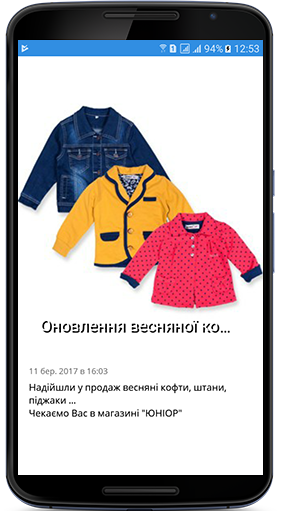 94% 12:53
Оновлення весняної ко...
11 бер. 2017 в 16:03
Надійшли у продаж весняні кофти, штани,
піджаки ...
Чекаємо Вас в магазині "ЮНІОР"